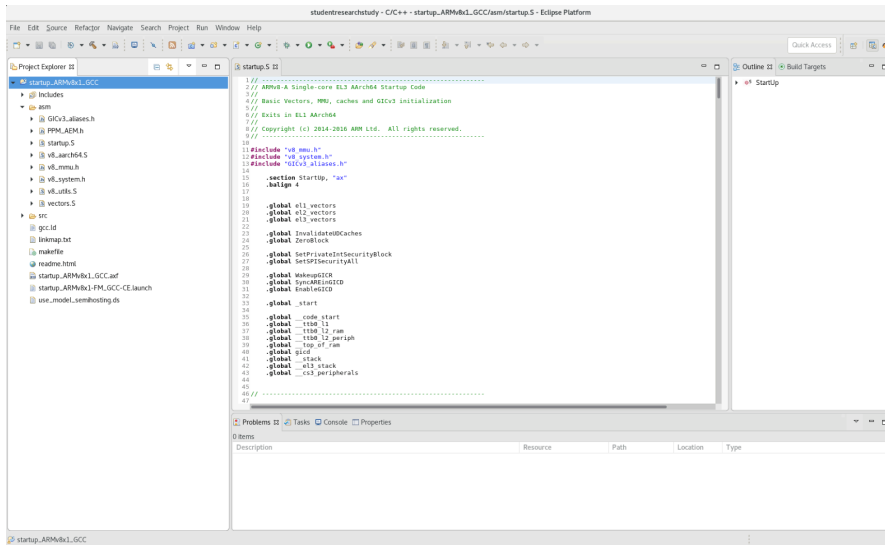 studentresearchstudy - C/C++ - startup_ARMv8x1_GCC/asm/startup.S - Eclipse Platform
File Edit Source Refactor Navigate Search Project Run Window Help
Quick Access
Project Explorer
startup_ARMv8x1_GCC
Includes
asm
GICv3_aliases.h
PPM_AEM.h
startup.S
v8_aarch64.S
v8_mmu.h
v8_system.h
v8_utils.S
vectors.S
src
gcc.ld
linkmap.txt
makefile
readme.html
startup_ARMv8x1_GCC.axf
startup_ARMv8x1-FM_GCC-CE.launch
use_model_semihosting.ds
startup.S
1 // ------------------------------------------------------------
2 // ARMv8-A Single-core EL3 AArch64 Startup Code
3 //
4 // Basic Vectors, MMU, caches and GICv3 initialization
5 //
6 // Exits in EL1 AArch64
7 //
8 // Copyright (c) 2014-2016 ARM Ltd. All rights reserved.
9 // ------------------------------------------------------------
10
11 #include "v8_mmu.h"
12 #include "v8_system.h"
13 #include "GICv3_aliases.h"
14
15 .section StartUp, "ax"
16 .balign 4
17
18
19 .global el1_vectors
20 .global el2_vectors
21 .global el3_vectors
22
23 .global InvalidateUDCaches
24 .global ZeroBlock
25
26 .global SetPrivateIntSecurityBlock
27 .global SetSPISecurityAll
28
29 .global WakeupGICR
30 .global SyncAREinGICD
31 .global EnableGICD
32
33 .global _start
34
35 .global __code_start
36 .global __ttb0_l1
37 .global __ttb0_l2_ram
38 .global __ttb0_l2_periph
39 .global __top_of_ram
40 .global gicd
41 .global __stack
42 .global __el3_stack
43 .global __cs3_peripherals
44
45
46 // ------------------------------------------------------------
47
Outline Build Targets
StartUp
Problems Tasks Console Properties
0 items
Description Resource Path Location Type
startup_ARMv8x1_GCC